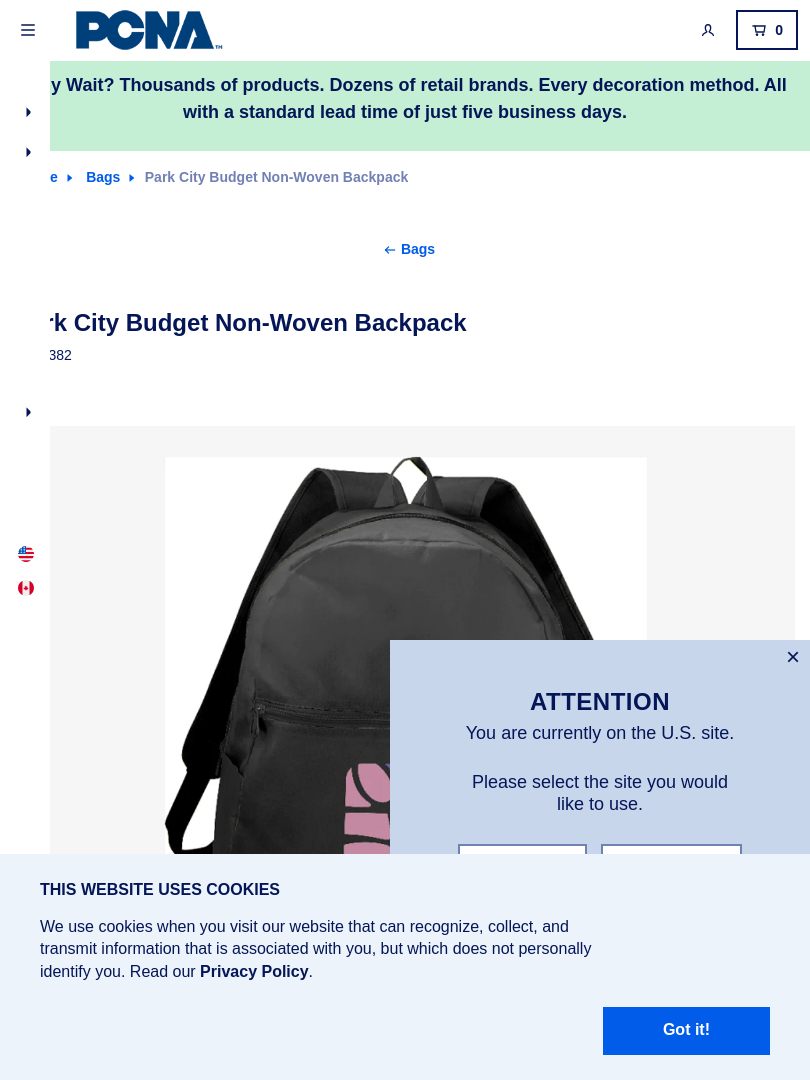 PCNA
TM
0
Wait? Thousands of products. Dozens of retail brands. Every decoration method. All
with a standard lead time of just five business days.
Bags
Park City Budget Non-Woven Backpack
← Bags
City Budget Non-Woven Backpack
382
ATTENTION
You are currently on the U.S. site.
Please select the site you would
like to use.
THIS WEBSITE USES COOKIES
We use cookies when you visit our website that can recognize, collect, and
transmit information that is associated with you, but which does not personally
identify you. Read our Privacy Policy.
Got it!